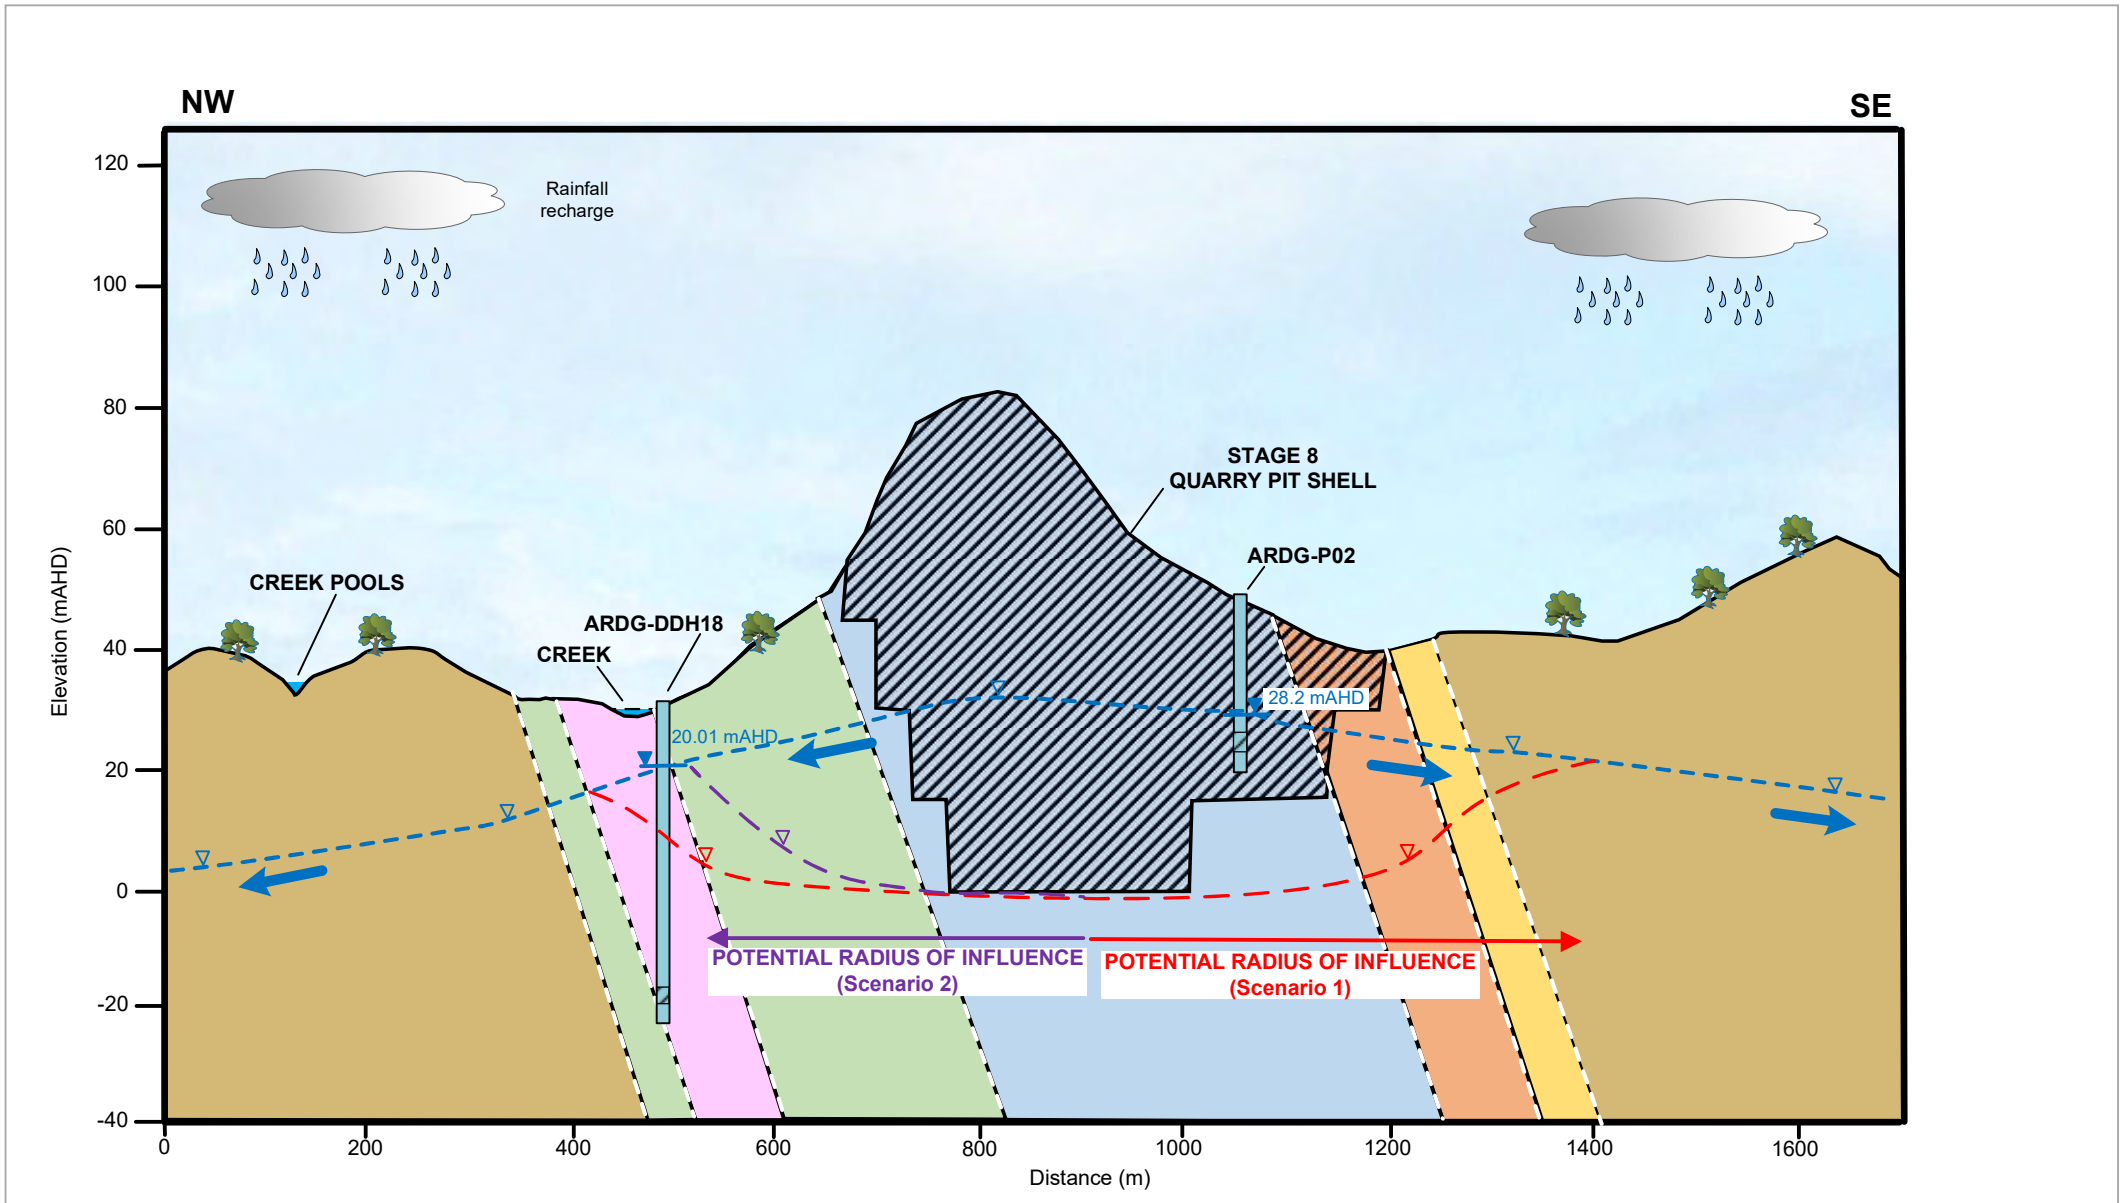 NW
SE
120
100
80
60
40
20
0
-20
-40
Elevation (mAHD)
Rainfall
recharge
STAGE 8
QUARRY PIT SHELL
ARDG-P02
CREEK POOLS
ARDG-DDH18
CREEK
28.2 mAHD
20.01 mAHD
POTENTIAL RADIUS OF INFLUENCE
(Scenario 2)
POTENTIAL RADIUS OF INFLUENCE
(Scenario 1)
0
200
400
600
800
1000
1200
1400
1600
Distance (m)